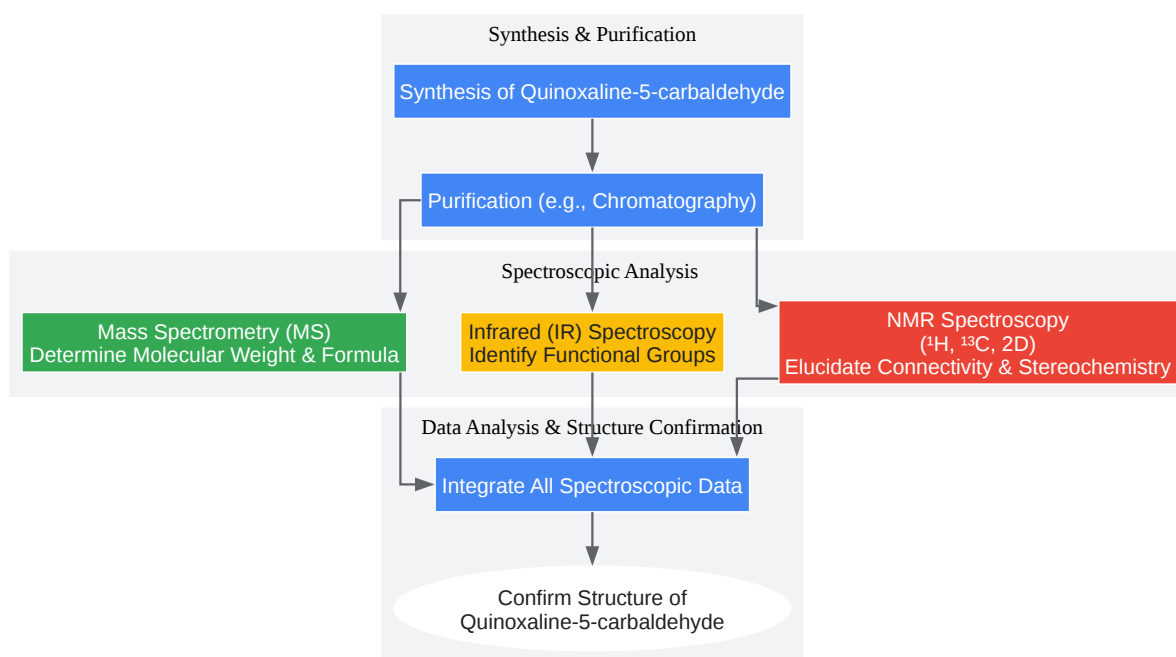 Synthesis & Purification
Synthesis of Quinoxaline-5-carbaldehyde
Purification (e.g., Chromatography)
Spectroscopic Analysis
Mass Spectrometry (MS)
Determine Molecular Weight & Formula
Infrared (IR) Spectroscopy
Identify Functional Groups
NMR Spectroscopy
(¹H, ¹³C, 2D)
Elucidate Connectivity & Stereochemistry
Data Analysis & Structure Confirmation
Integrate All Spectroscopic Data
Confirm Structure of
Quinoxaline-5-carbaldehyde